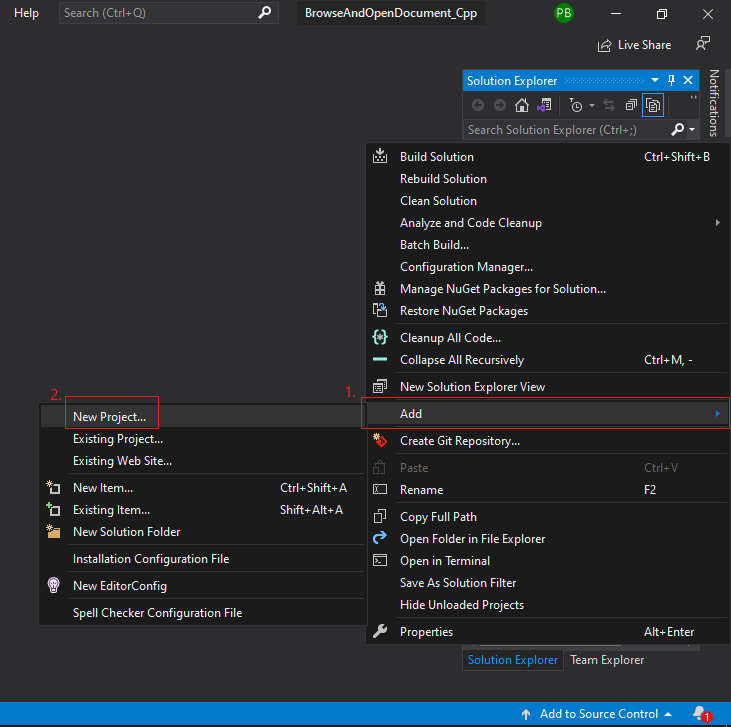 Help
Search (Ctrl+Q)
BrowseAndOpenDocument_Cpp
PB
Live Share
Solution Explorer
Notifications
Search Solution Explorer (Ctrl+;)
Build Solution Ctrl+Shift+B
Rebuild Solution
Clean Solution
Analyze and Code Cleanup
Batch Build...
Configuration Manager...
Manage NuGet Packages for Solution...
Restore NuGet Packages
Cleanup All Code...
Collapse All Recursively Ctrl+M, -
New Solution Explorer View
1.
Add
Create Git Repository...
Paste Ctrl+V
Rename F2
Copy Full Path
Open Folder in File Explorer
Open in Terminal
Save As Solution Filter
Hide Unloaded Projects
Properties Alt+Enter
2.
New Project...
Existing Project...
Existing Web Site...
New Item... Ctrl+Shift+A
Existing Item... Shift+Alt+A
New Solution Folder
Installation Configuration File
New EditorConfig
Spell Checker Configuration File
Solution Explorer Team Explorer
Add to Source Control
1